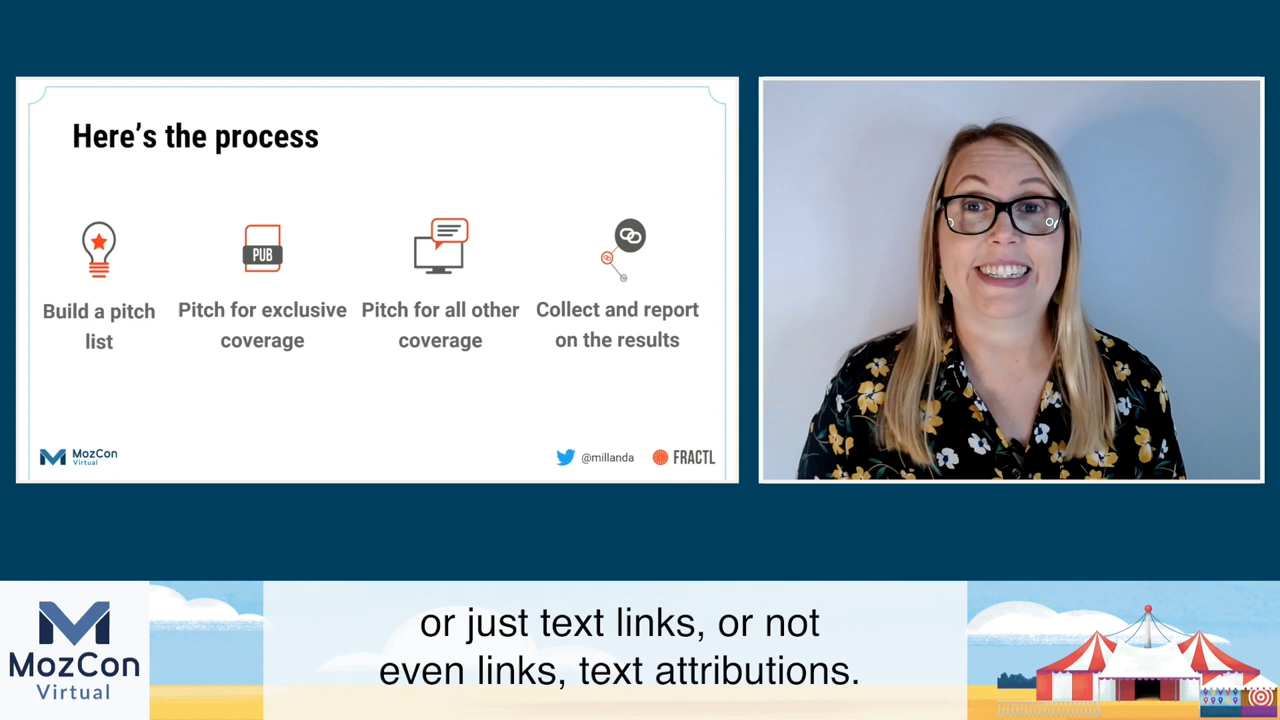 Here's the process
PUB
Build a pitch
list
Pitch for exclusive
coverage
Pitch for all other
coverage
Collect and report
on the results
MozCon
Virtual
@millanda
FRACTL
MozCon
Virtual
or just text links, or not
even links, text attributions.